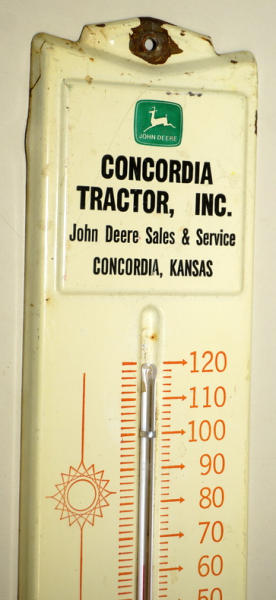 JOHN DEERE
CONCORDIA
TRACTOR, INC.
John Deere Sales & Service
CONCORDIA, KANSAS
120
110
100
90
80
70
60
50